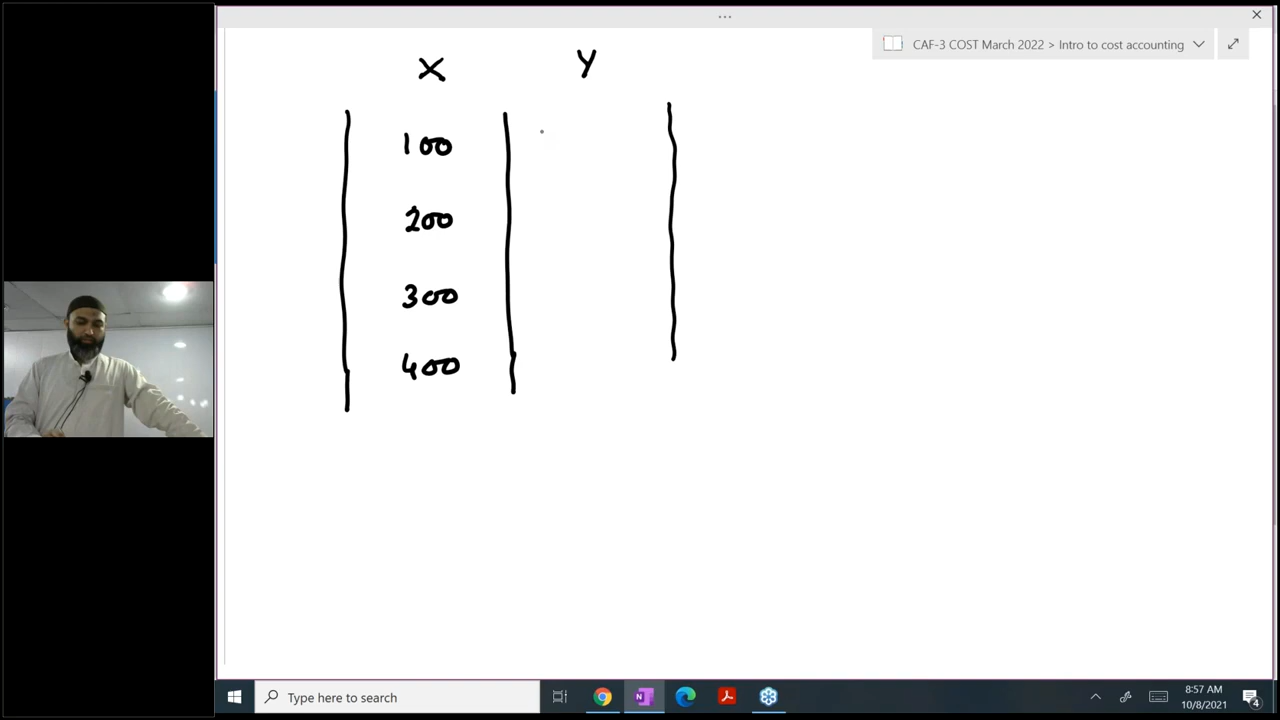 CAF-3 COST March 2022 > Intro to cost accounting
X Y
100
200
300
400
Type here to search
8:57 AM
10/8/2021
4